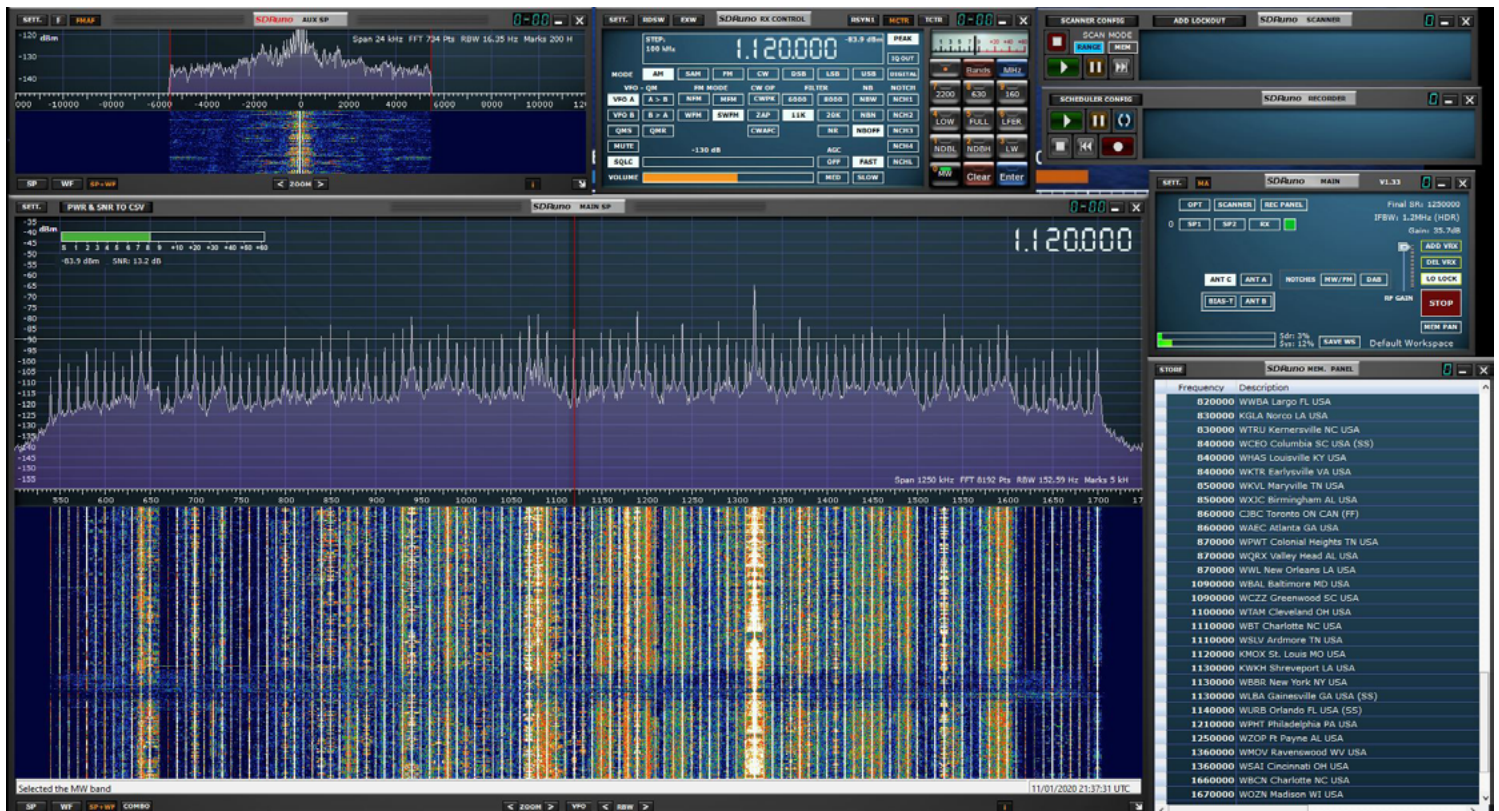 SETT. F FMAF SDRuno AUX SP 0-00
-120 dBm
Span 24 kHz FFT 734 Pts RBW 16.35 Hz Marks 200 H
-130
-140
000 -10000 -8000 -6000 -4000 -2000 0 2000 4000 6000 8000 10000 12
SP WF SP+WF < ZOOM > i
SETT. RDSW EXW SDRuno RX CONTROL RSYN1 MCTR TCTR 0-00
STEP: 100 kHz 1.120.000 -83.9 dBm PEAK
IQ OUT
MODE AM SAM FM CW DSB LSB USB DIGITAL
VFO - QM FM MODE CW OP FILTER NB NOTCH
VFO A A > B NFM MFM CWPK 6000 8000 NBW NCH1
VFO B B > A WFM SWFM ZAP 11K 20K NBN NCH2
QMS QMR CWAFC NR NBOFF NCH3
MUTE -130 dB AGC NCH4
SQLC OFF FAST NCHL
VOLUME MED SLOW
Bands MHz
2200 630 160
LOW FULL LFER
NDBL NDBH LW
MW Clear Enter
SCANNER CONFIG ADD LOCKOUT SDRuno SCANNER 0
SCAN MODE
RANGE MEM
SCHEDULER CONFIG SDRuno RECORDER 0
SETT. MA SDRuno MAIN V1.33 0
OPT SCANNER REC PANEL Final BR: 1250000
0 SP1 SP2 RX IFBW: 1.2MHz (HDR)
Gain: 35.7dB
ADD VRX
DEL VRX
ANT C ANT A NOTCHES MW/FM DAB LO LOCK
BIAS-T ANT B RF GAIN STOP
MEM PAN
Sdr: 3%
Sys: 12% SAVE WS Default Workspace
SETT. PWR & SNR TO CSV SDRuno MAIN SP 0-00
-35
-40 dBm
-45
-50
-55
-60
-65
-70
-75
-80
-85
-90
-95
-100
-105
-110
-115
-120
-125
-130
-135
-140
-145
-150
-155
S 1 2 3 4 5 6 7 8 9 +10 +20 +30 +40 +50 +60
-83.9 dBm SNR: 13.2 dB
1.120.000
Span 1250 kHz FFT 8192 Pts RBW 152.59 Hz Marks 5 kH
550 600 650 700 750 800 850 900 950 1000 1050 1100 1150 1200 1250 1300 1350 1400 1450 1500 1550 1600 1650 17
Selected the MW band 11/01/2020 21:37:31 UTC
SP WF SP+WF COMBO < ZOOM > VFO < RBW > i
STORE SDRuno MEM. PANEL 0
Frequency Description
820000 WWBA Largo FL USA
830000 KGLA Norco LA USA
830000 WTRU Kernersville NC USA
840000 WCEO Columbia SC USA (SS)
840000 WHAS Louisville KY USA
840000 WKTR Earlysville VA USA
850000 WKVL Maryville TN USA
850000 WXJC Birmingham AL USA
860000 CJBC Toronto ON CAN (FF)
860000 WAEC Atlanta GA USA
870000 WPWT Colonial Heights TN USA
870000 WQRX Valley Head AL USA
870000 WWL New Orleans LA USA
1090000 WBAL Baltimore MD USA
1090000 WCZZ Greenwood SC USA
1100000 WTAM Cleveland OH USA
1110000 WBT Charlotte NC USA
1110000 WSLV Ardmore TN USA
1120000 KMOX St. Louis MO USA
1130000 KWKH Shreveport LA USA
1130000 WBBR New York NY USA
1130000 WLBA Gainesville GA USA (SS)
1140000 WURB Orlando FL USA (SS)
1210000 WPHT Philadelphia PA USA
1250000 WZOP Ft Payne AL USA
1360000 WMOV Ravenswood WV USA
1360000 WSAI Cincinnati OH USA
1660000 WBCN Charlotte NC USA
1670000 WOZN Madison WI USA